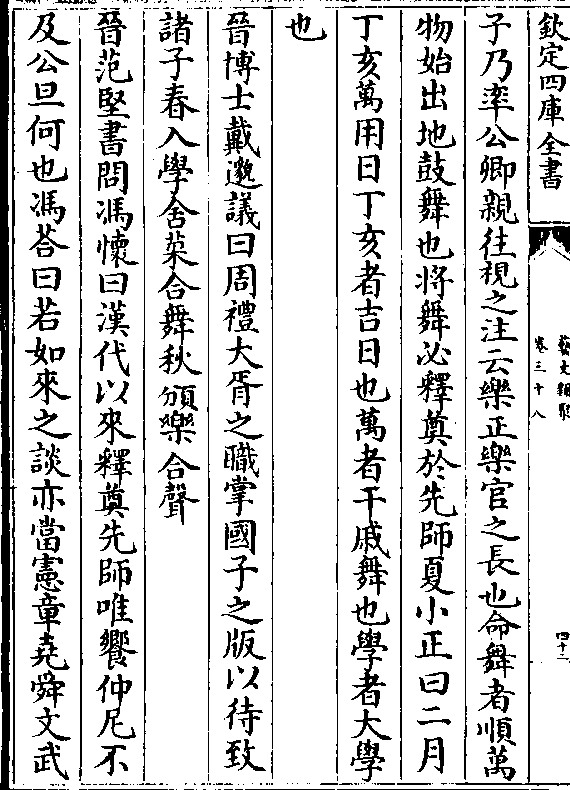 欽定四庫全書
藝文類聚
卷三十八
四十二
子乃率公卿親往視之注云樂正樂官之長也命舞者順萬
物始出地鼓舞也將舞必釋奠於先師夏小正曰二月
丁亥萬用日丁亥者吉日也萬者干戚舞也學者大學
也
晉博士戴邈議曰周禮大胥之職掌國子之版以待致
諸子春入學舍菜合舞秋頒樂合聲
晉范堅書問馮懷曰漢代以來釋奠先師唯饗仲尼不
及公旦何也馮荅曰若如來之談亦當憲章堯舜文武